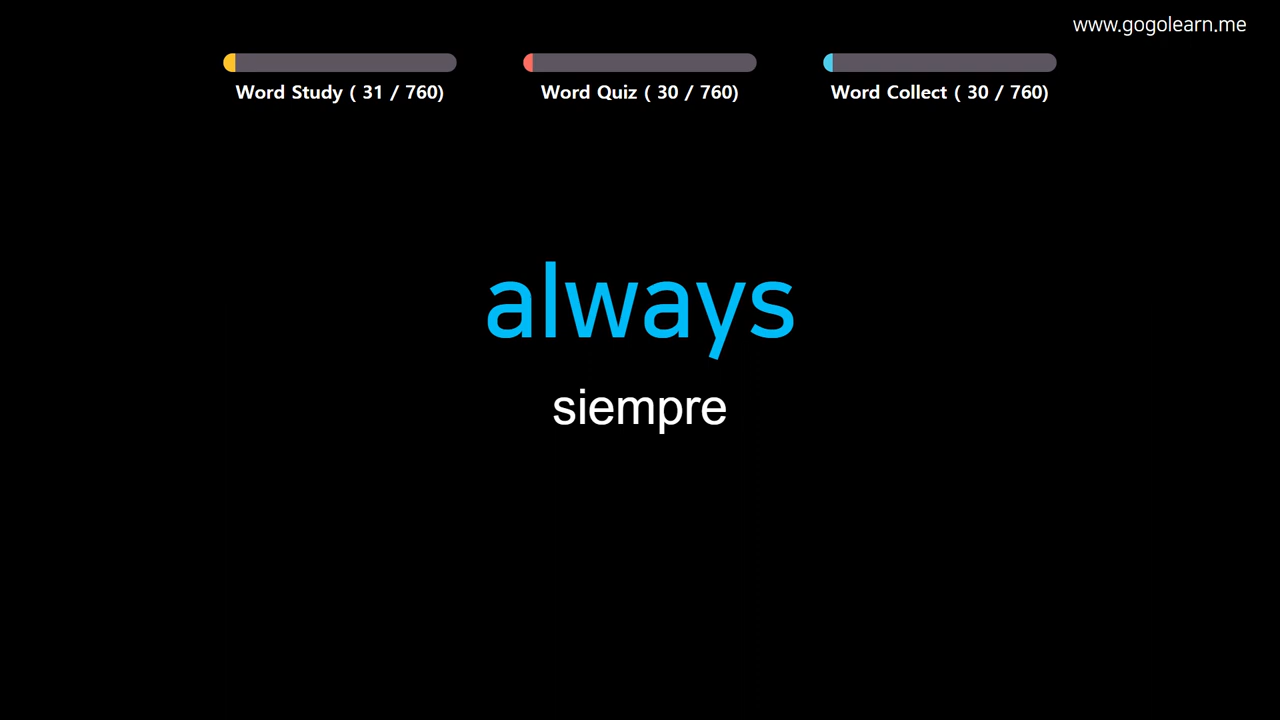 www.gogolearn.me
Word Study ( 31 / 760)
Word Quiz ( 30 / 760)
Word Collect ( 30 / 760)
always
siempre